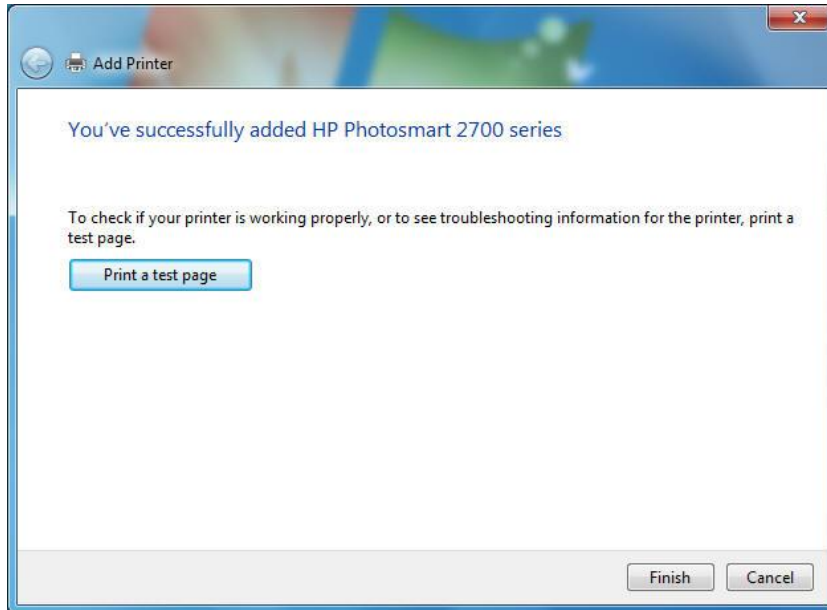 Add Printer
You've successfully added HP Photosmart 2700 series
To check if your printer is working properly, or to see troubleshooting information for the printer, print a
test page.
Print a test page
Finish Cancel